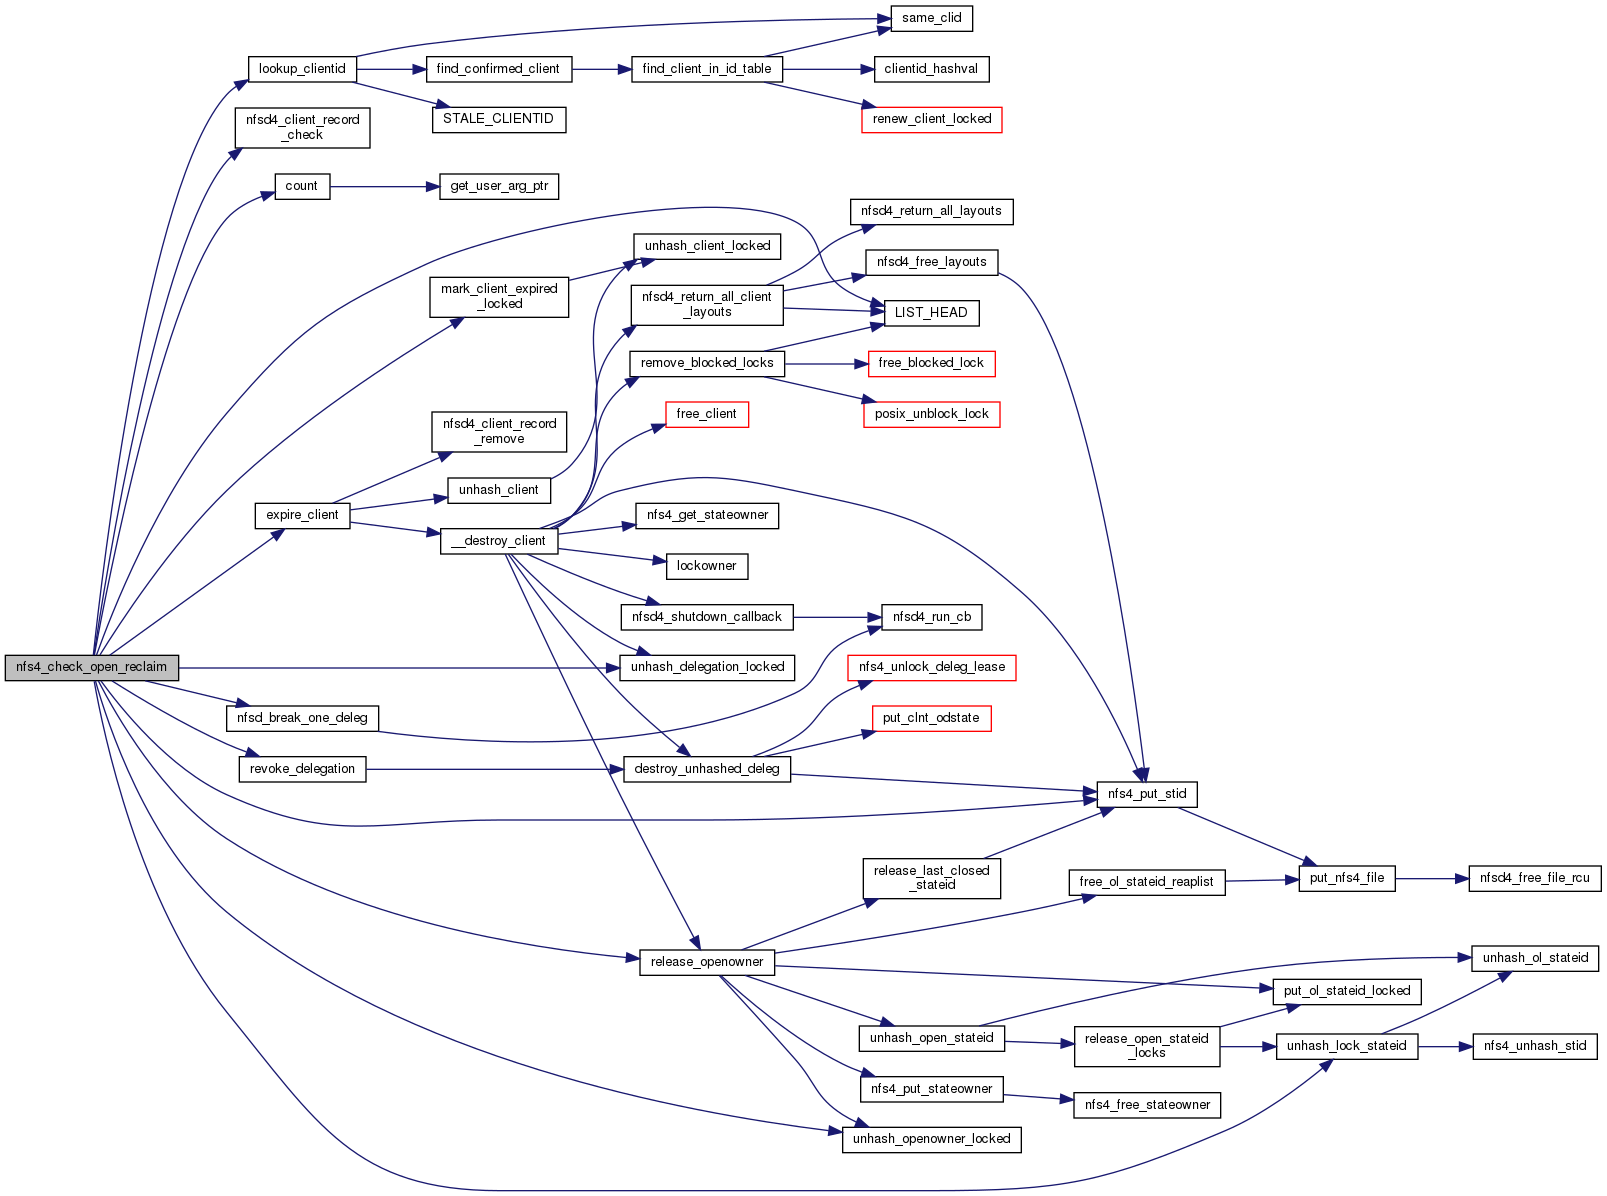 same_clid
lookup_clientid
find_confirmed_client
find_client_in_id_table
clientid_hashval
nfsd4_client_record
_check
STALE_CLIENTID
renew_client_locked
count
get_user_arg_ptr
nfsd4_return_all_layouts
unhash_client_locked
nfsd4_free_layouts
mark_client_expired
_locked
nfsd4_return_all_client
_layouts
LIST_HEAD
remove_blocked_locks
free_blocked_lock
nfsd4_client_record
_remove
free_client
posix_unblock_lock
unhash_client
expire_client
nfs4_get_stateowner
__destroy_client
lockowner
nfsd4_shutdown_callback
nfsd4_run_cb
nfs4_check_open_reclaim
unhash_delegation_locked
nfs4_unlock_deleg_lease
nfsd_break_one_deleg
put_clnt_odstate
revoke_delegation
destroy_unhashed_deleg
nfs4_put_stid
release_last_closed
_stateid
free_ol_stateid_reaplist
put_nfs4_file
nfsd4_free_file_rcu
release_openowner
unhash_ol_stateid
put_ol_stateid_locked
unhash_open_stateid
release_open_stateid
_locks
unhash_lock_stateid
nfs4_unhash_stid
nfs4_put_stateowner
nfs4_free_stateowner
unhash_openowner_locked